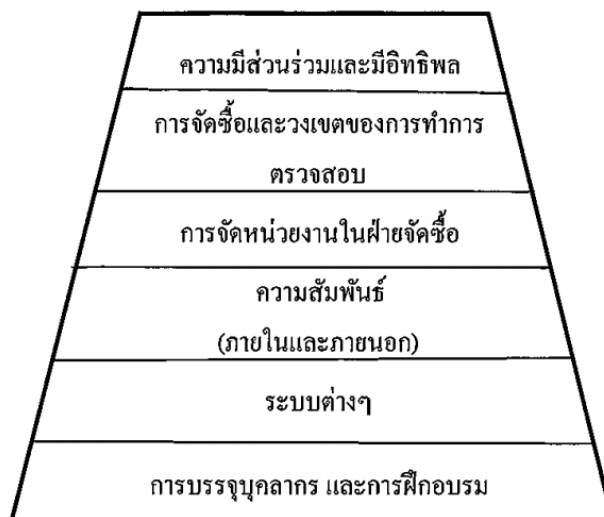 ความมีส่วนร่วมและมีอิทธิพล
การจัดซื้อและวงเขตของการทำการ
ตรวจสอบ
การจัดหน่วยงานในฝ่ายจัดซื้อ
ความสัมพันธ์
(ภายในและภายนอก)
ระบบต่างๆ
การบรรจุบุคลากร และการฝึกอบรม